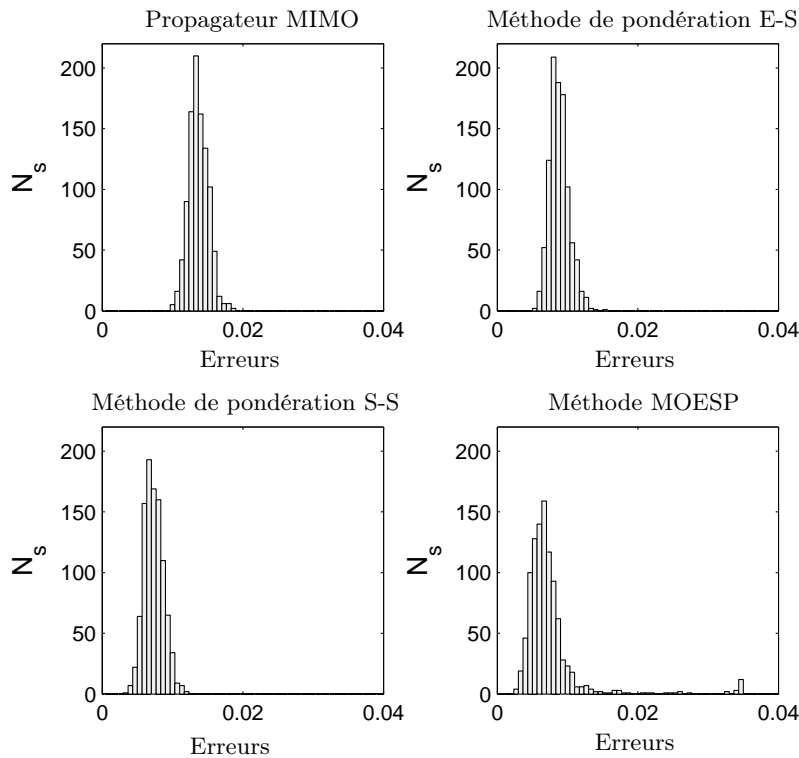 Propagateur MIMO
200
150
100
50
0
N_s
0 0.02 0.04
Erreurs
Méthode de pondération E-S
200
150
100
50
0
N_s
0 0.02 0.04
Erreurs
Méthode de pondération S-S
200
150
100
50
0
N_s
0 0.02 0.04
Erreurs
Méthode MOESP
200
150
100
50
0
N_s
0 0.02 0.04
Erreurs